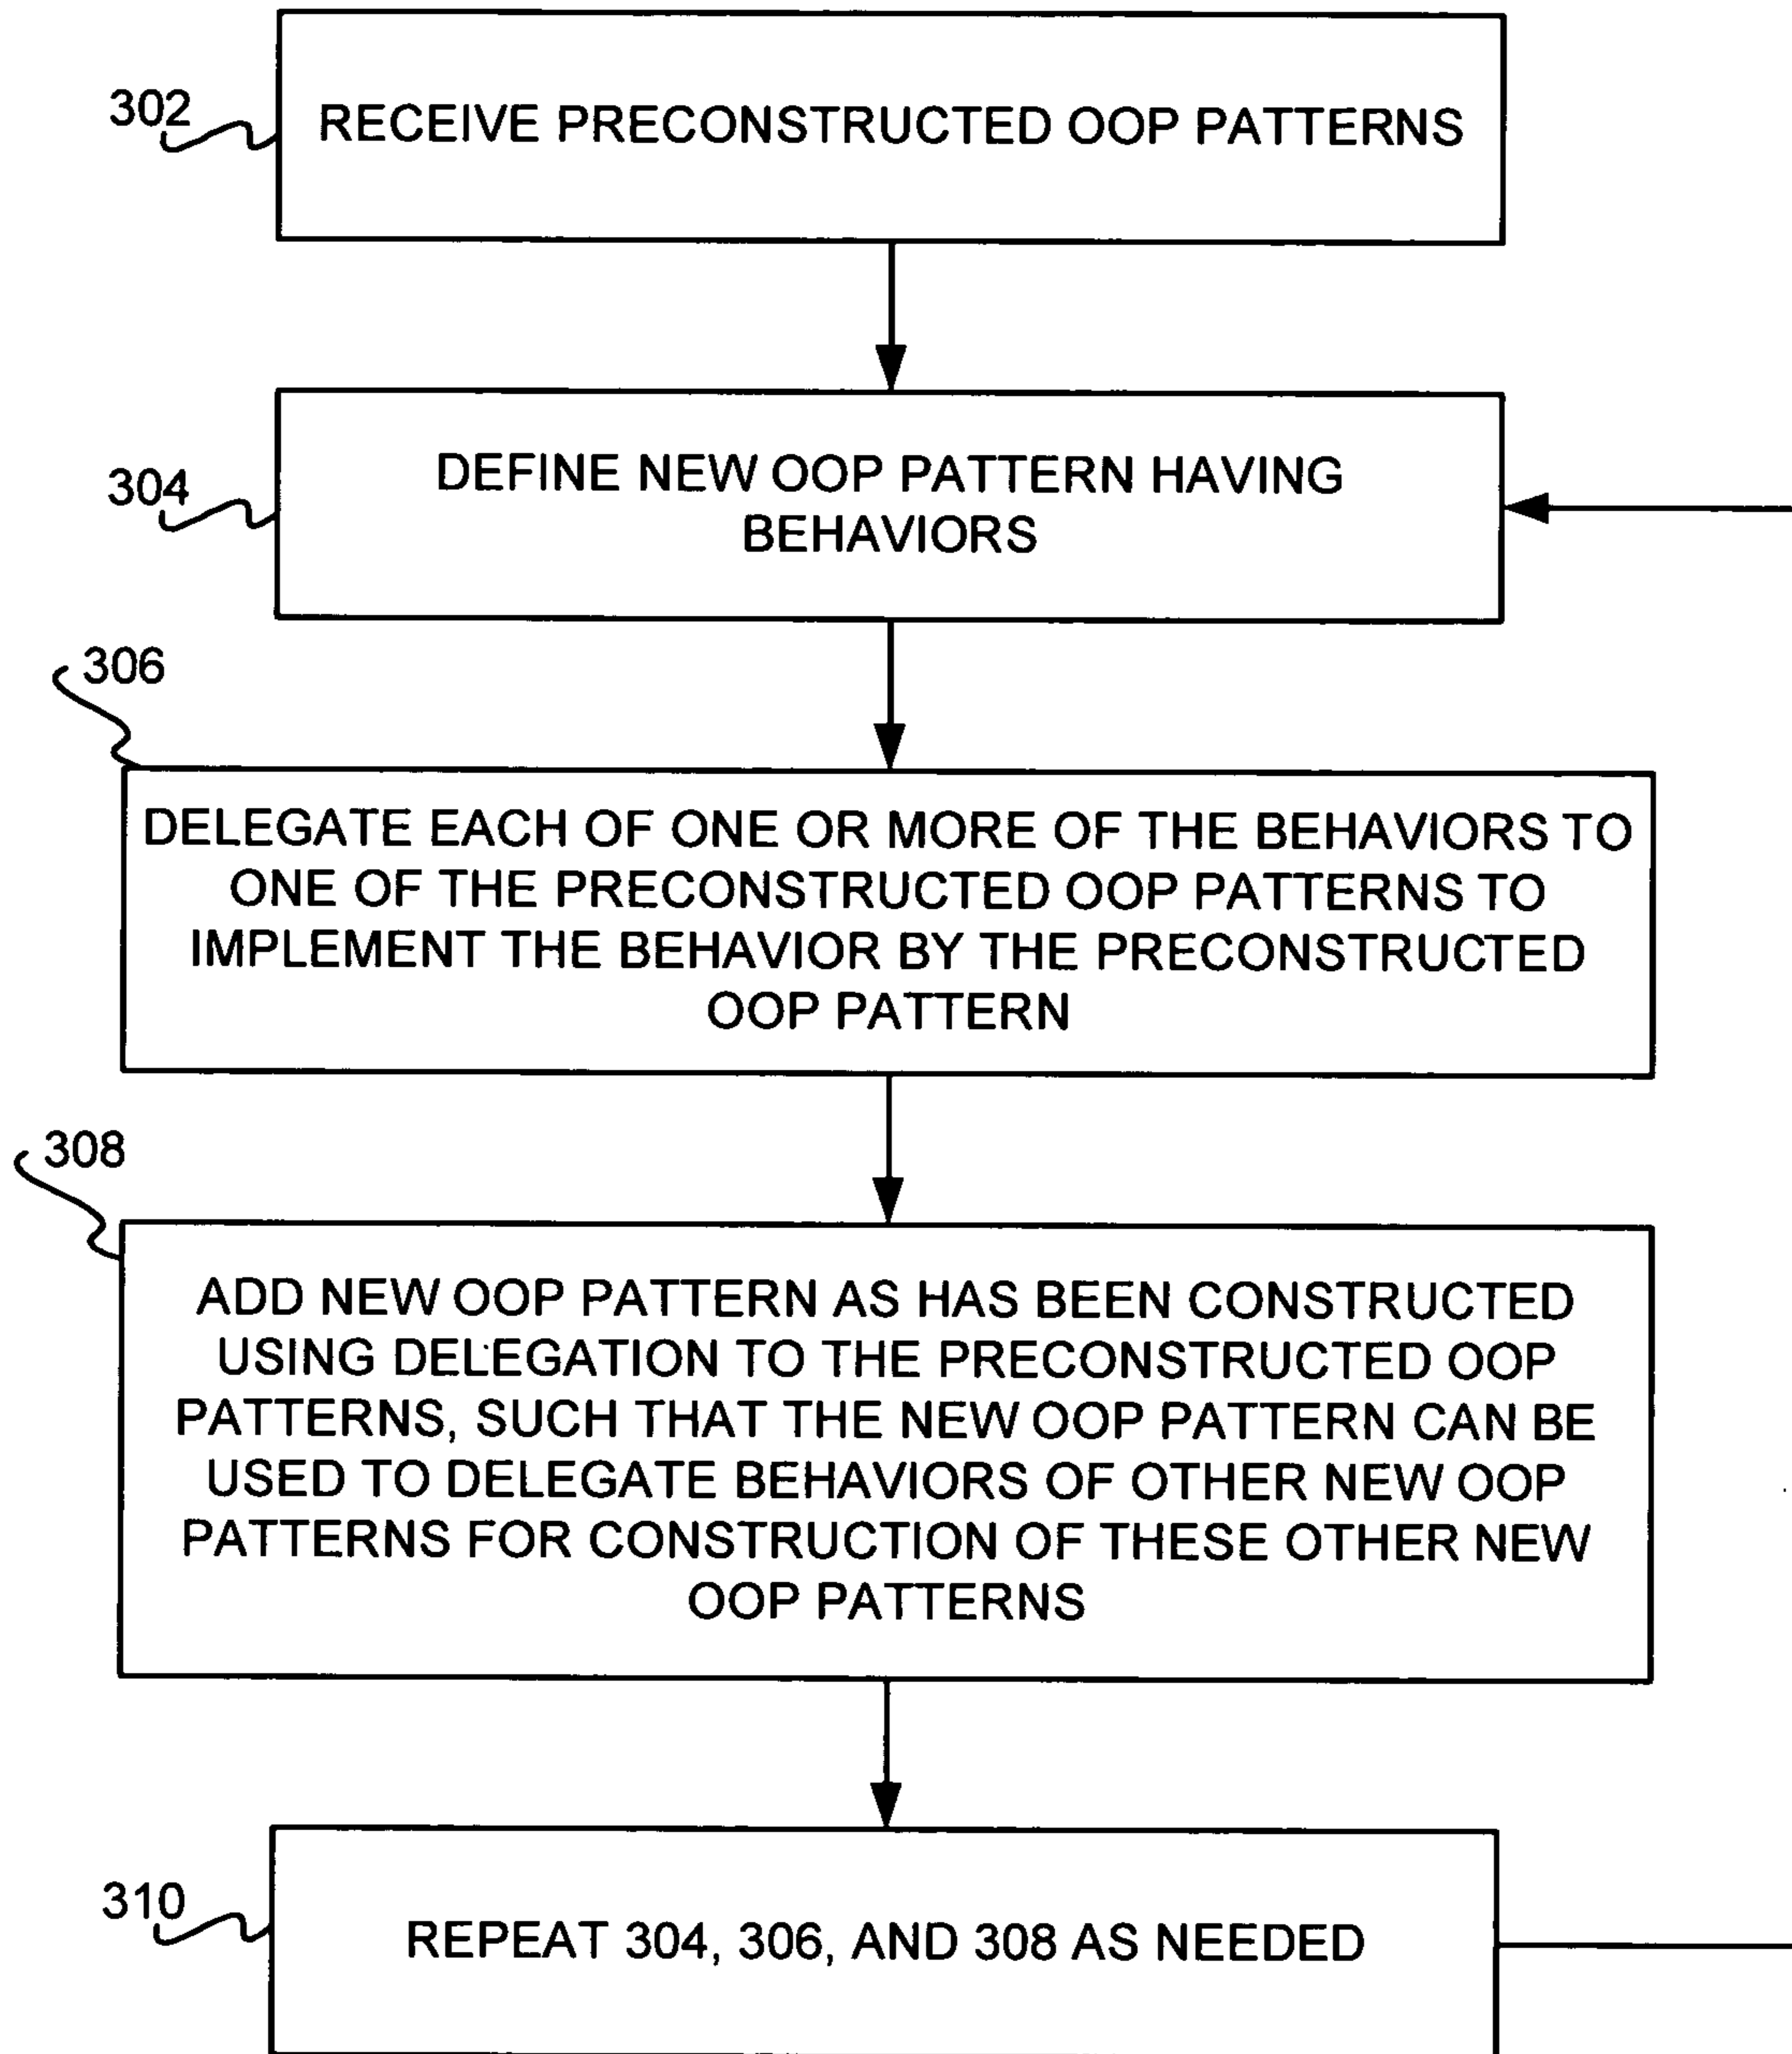 302
RECEIVE PRECONSTRUCTED OOP PATTERNS
304
DEFINE NEW OOP PATTERN HAVING
BEHAVIORS
306
DELEGATE EACH OF ONE OR MORE OF THE BEHAVIORS TO
ONE OF THE PRECONSTRUCTED OOP PATTERNS TO
IMPLEMENT THE BEHAVIOR BY THE PRECONSTRUCTED
OOP PATTERN
308
ADD NEW OOP PATTERN AS HAS BEEN CONSTRUCTED
USING DELEGATION TO THE PRECONSTRUCTED OOP
PATTERNS, SUCH THAT THE NEW OOP PATTERN CAN BE
USED TO DELEGATE BEHAVIORS OF OTHER NEW OOP
PATTERNS FOR CONSTRUCTION OF THESE OTHER NEW
OOP PATTERNS
310
REPEAT 304, 306, AND 308 AS NEEDED